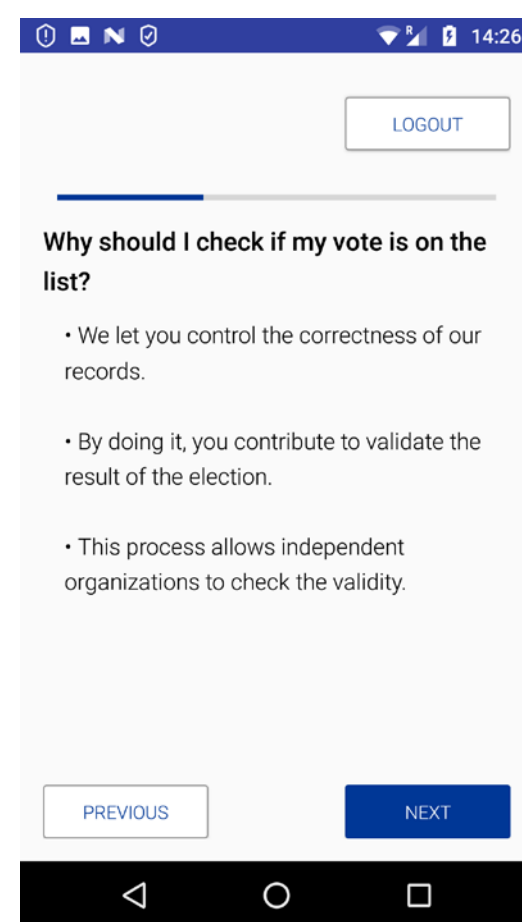 14:26
LOGOUT
Why should I check if my vote is on the
list?
• We let you control the correctness of our
records.
• By doing it, you contribute to validate the
result of the election.
• This process allows independent
organizations to check the validity.
PREVIOUS
NEXT